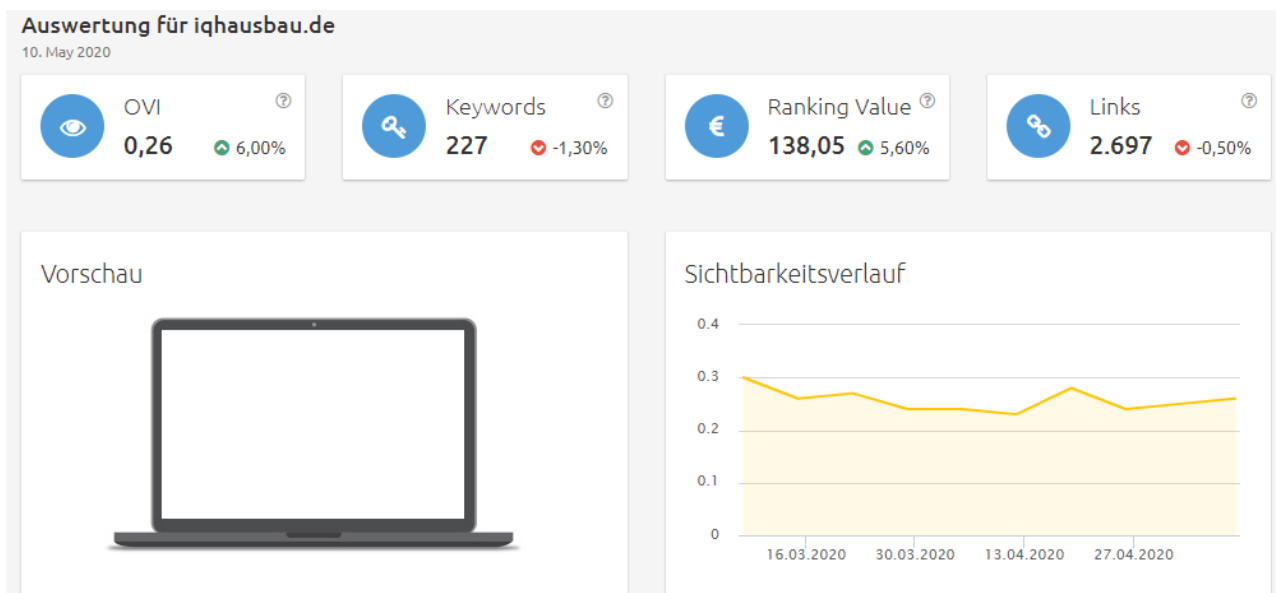 Auswertung für iqhausbau.de
10. May 2020
OVI
0,26 6,00%
Keywords
227 -1,30%
Ranking Value
€
138,05 5,60%
Links
2.697 -0,50%
Vorschau
Sichtbarkeitsverlauf
0.4
0.3
0.2
0.1
0
16.03.2020 30.03.2020 13.04.2020 27.04.2020